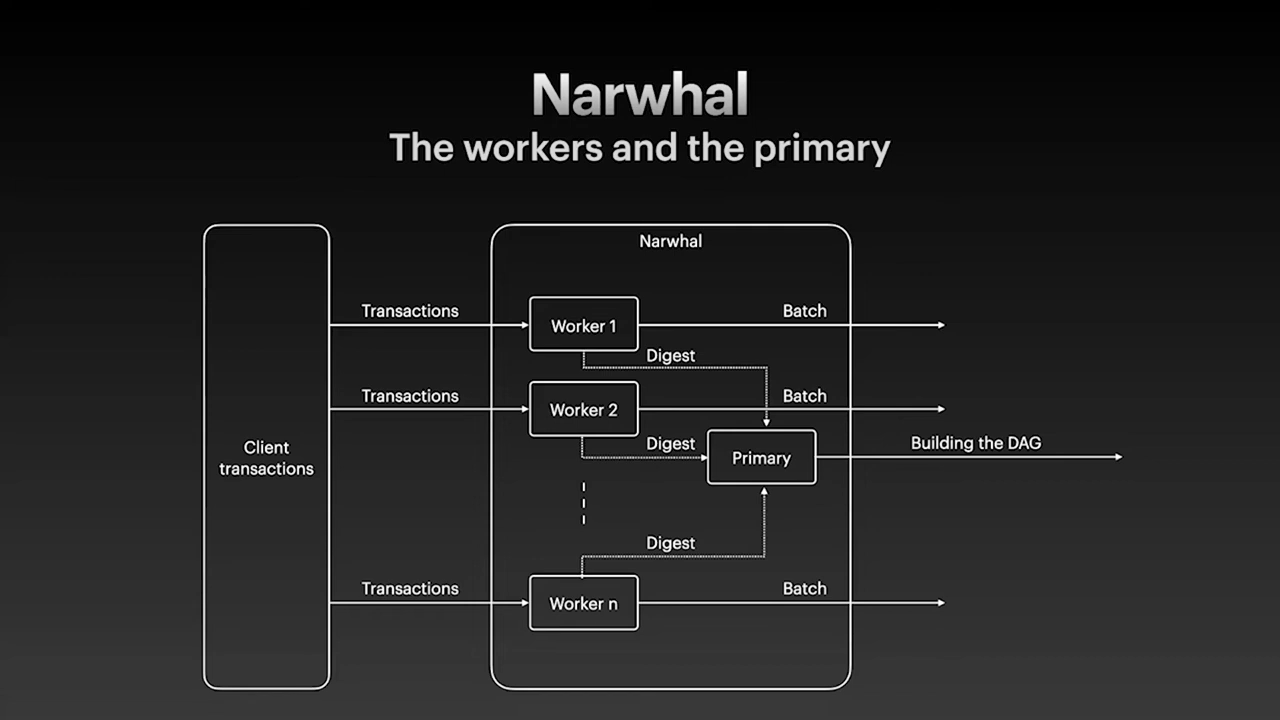 Narwhal
The workers and the primary
Narwhal
Transactions
Worker 1
Batch
Digest
Transactions
Worker 2
Batch
Digest
Client
transactions
Primary
Building the DAG
Digest
Transactions
Worker n
Batch